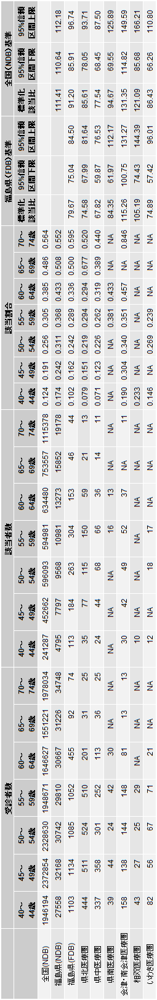 受診者数 該当者数 該当割合 福島県(FDB)基準 全国(NDB)基準
40～44歳 45～49歳 50～54歳 55～59歳 60～64歳 65～69歳 70～74歳 40～44歳 45～49歳 50～54歳 55～59歳 60～64歳 65～69歳 70～74歳 40～44歳 45～49歳 50～54歳 55～59歳 60～64歳 65～69歳 70～74歳 標準化該当比 95%信頼区間下限 95%信頼区間上限 標準化該当比 95%信頼区間下限 95%信頼区間上限
全国(NDB) 1946194 2372854 2328630 1948671 1646627 1551221 1978034 241287 452662 596093 594981 634480 753557 1115378 0.124 0.191 0.256 0.305 0.385 0.486 0.564
福島県(NDB) 27558 32168 30742 29810 30667 31226 34748 4795 7797 9568 10981 13273 15852 19178 0.174 0.242 0.311 0.368 0.433 0.508 0.552 111.41 110.64 112.18
福島県(FDB) 1103 1134 1085 1052 455 92 74 113 184 263 304 153 46 44 0.102 0.162 0.242 0.289 0.336 0.500 0.595 79.67 75.04 84.50 91.20 85.91 96.74
県北医療圏 444 511 524 510 201 31 25 35 77 115 150 59 21 13 0.079 0.151 0.219 0.294 0.294 0.677 0.520 74.58 67.99 81.64 85.61 78.05 93.71
県中医療圏 337 358 301 252 113 36 25 24 44 68 66 36 14 11 0.071 0.123 0.226 0.262 0.319 0.389 0.440 67.82 59.87 76.53 77.54 68.45 87.50
県南医療圏 39 44 24 42 30 NA NA NA NA NA 16 13 NA NA NA NA NA 0.381 0.433 NA NA 84.35 61.97 112.17 94.67 69.55 125.89
会津・南会津医療圏 158 138 144 148 81 13 13 30 42 49 52 37 NA 11 0.190 0.304 0.340 0.351 0.457 NA 0.846 115.26 100.75 131.27 131.35 114.82 149.59
相双医療圏 43 27 25 29 NA NA NA 10 NA NA NA NA NA NA 0.233 NA NA NA NA NA NA 105.19 74.43 144.39 121.09 85.68 166.21
いわき医療圏 82 56 67 71 21 NA NA 12 NA 18 17 NA NA NA 0.146 NA 0.269 0.239 NA NA NA 74.89 57.42 96.01 86.43 66.26 110.80